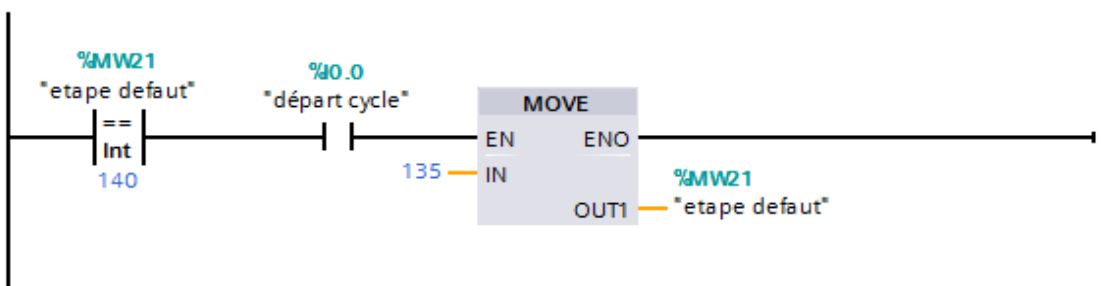 %MW21
"etape defaut"
==
Int
140
%I0.0
"départ cycle"
MOVE
EN ENO
135 IN
OUT1
%MW21
"etape defaut"